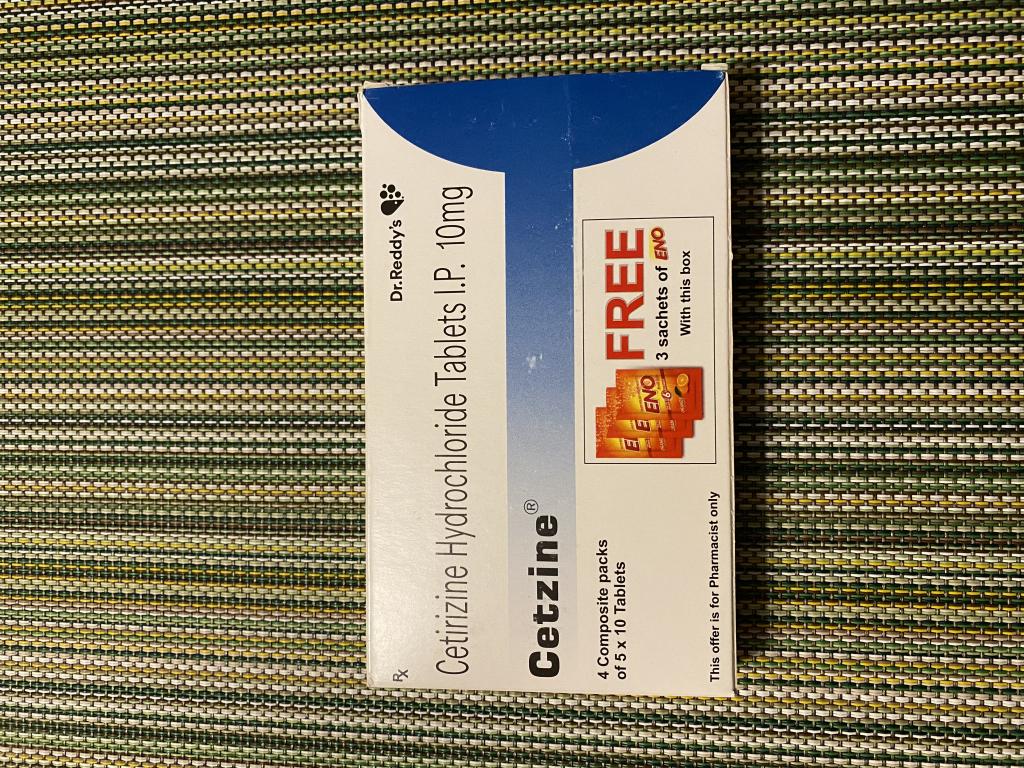 Rx
Dr.Reddy's
Cetirizine Hydrochloride Tablets I.P. 10mg
Cetzine®
4 Composite packs
of 5 x 10 Tablets
FREE
3 sachets of ENO
With this box
E
E
ENO
6
This offer is for Pharmacist only